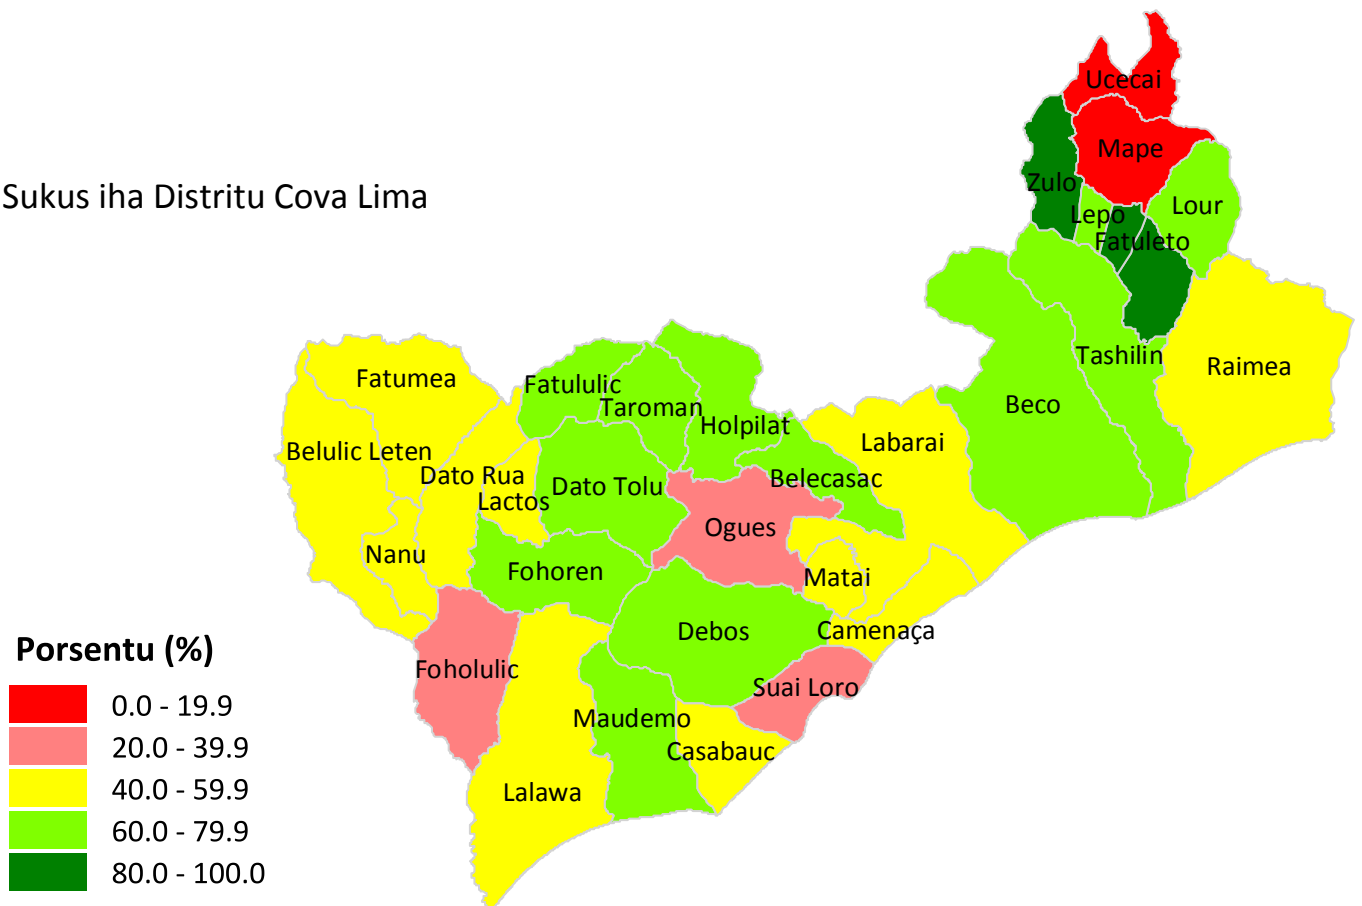 Ucecai
Mape
Zulo
Sukus iha Distritu Cova Lima
Lepo
Lour
Fatuleto
Tashilin
Raimea
Fatumea
Fatululic
Taroman
Beco
Holpilat
Labarai
Belulic Leten
Dato Rua
Lactos
Dato Tolu
Belecasac
Ogues
Nanu
Fohoren
Matai
Debos
Camenaça
Porsentu (%)
Foholulic
Suai Loro
0.0 - 19.9
Maudemo
20.0 - 39.9
Casabauc
40.0 - 59.9
Lalawa
60.0 - 79.9
80.0 - 100.0